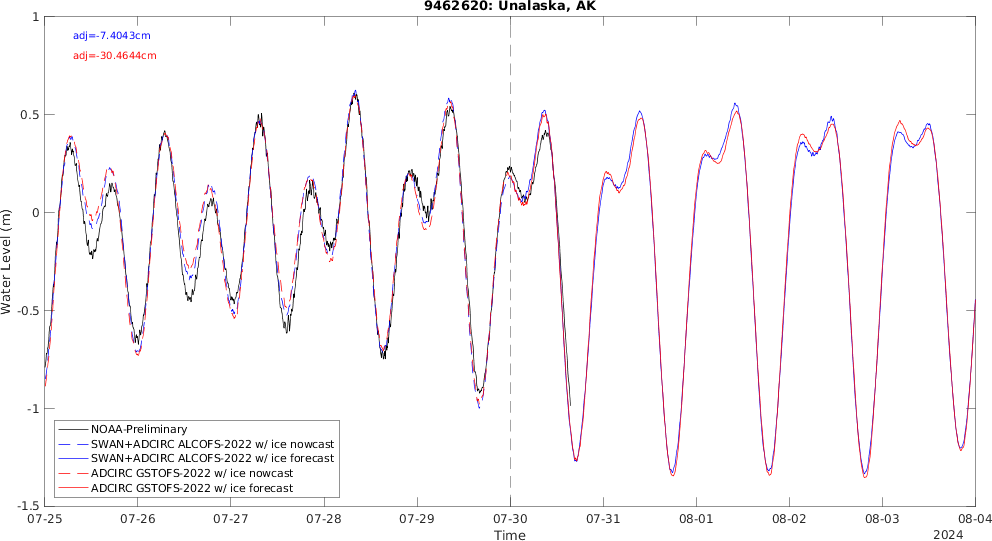 9462620: Unalaska, AK
adj=-7.4043cm
adj=-30.4644cm
1
0.5
0
-0.5
-1
-1.5
Water Level (m)
NOAA-Preliminary
SWAN+ADCIRC ALCOFS-2022 w/ ice nowcast
SWAN+ADCIRC ALCOFS-2022 w/ ice forecast
ADCIRC GSTOFS-2022 w/ ice nowcast
ADCIRC GSTOFS-2022 w/ ice forecast
07-25 07-26 07-27 07-28 07-29 07-30 07-31 08-01 08-02 08-03 08-04
Time
2024